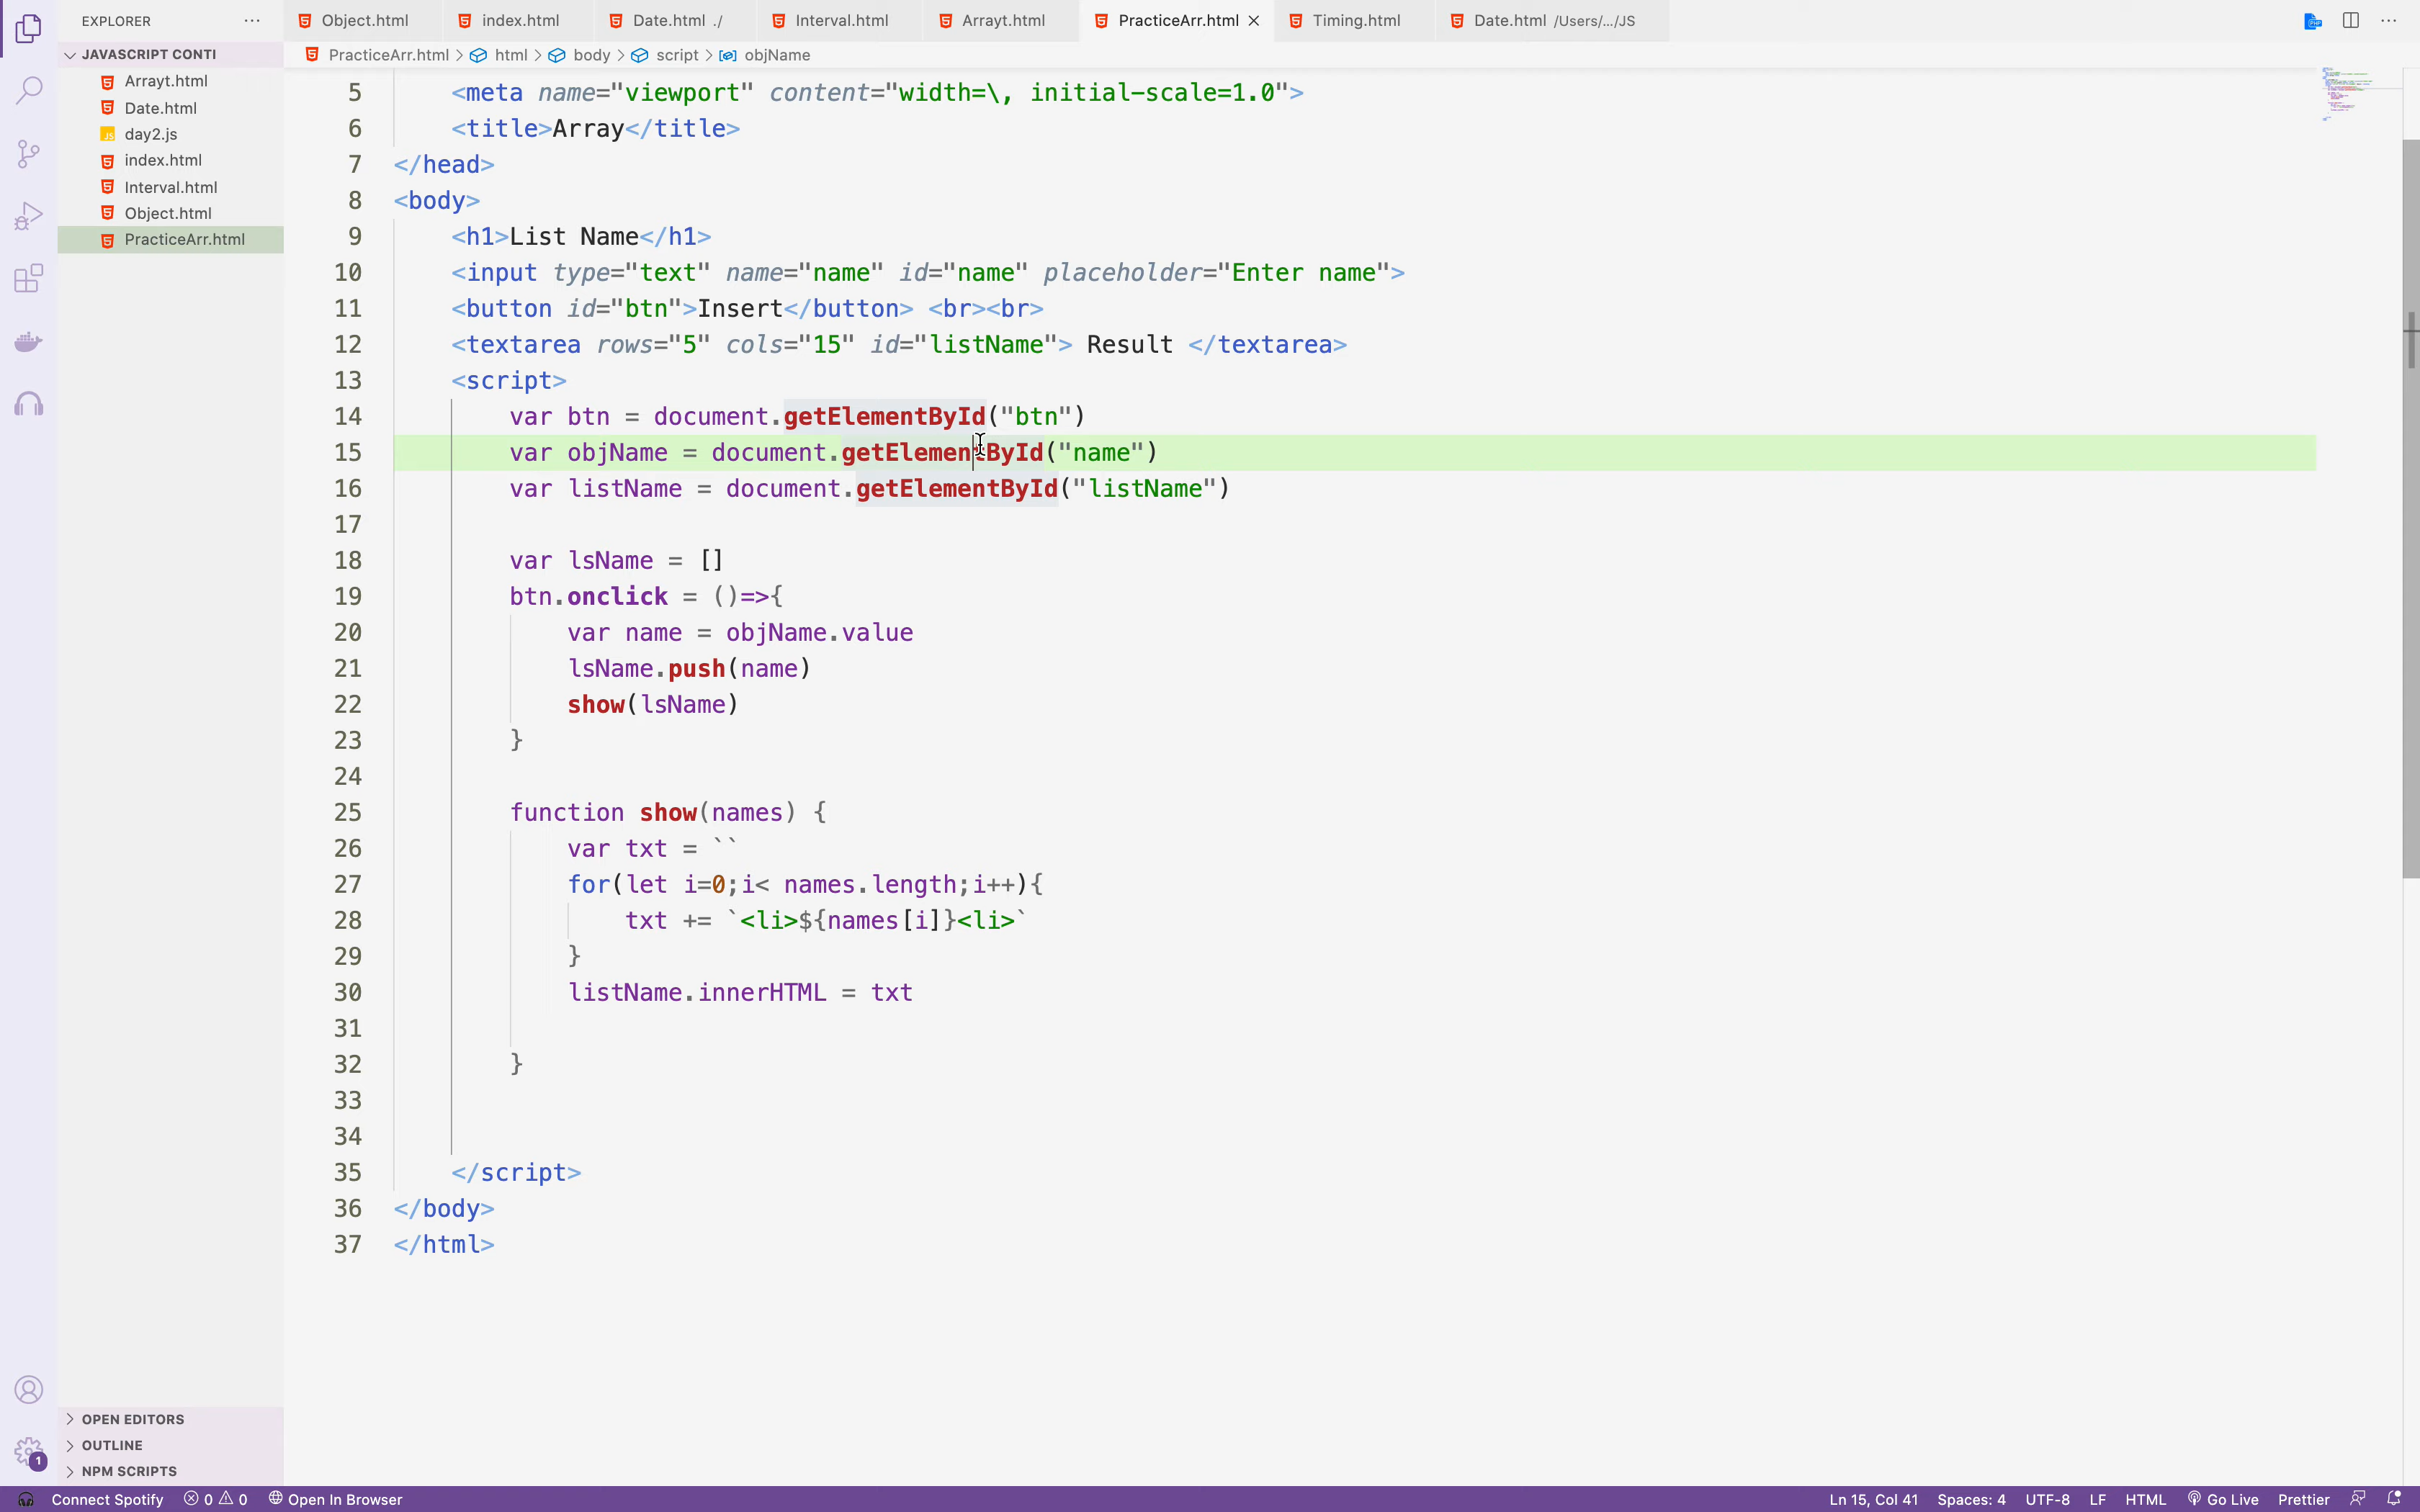 EXPLORER ···
JAVASCRIPT CONTI
Arrayt.html
Date.html
JS day2.js
index.html
Interval.html
Object.html
PracticeArr.html
OPEN EDITORS
OUTLINE
NPM SCRIPTS
Object.html index.html Date.html ./ Interval.html Arrayt.html PracticeArr.html Timing.html Date.html /Users/.../JS ···
PracticeArr.html > html > body > script > objName
5 <meta name="viewport" content="width=\, initial-scale=1.0">
6 <title>Array</title>
7 </head>
8 <body>
9 <h1>List Name</h1>
10 <input type="text" name="name" id="name" placeholder="Enter name">
11 <button id="btn">Insert</button> <br><br>
12 <textarea rows="5" cols="15" id="listName"> Result </textarea>
13 <script>
14 var btn = document.getElementById("btn")
15 var objName = document.getElementById("name")
16 var listName = document.getElementById("listName")
17
18 var lsName = []
19 btn.onclick = ()=>{
20 var name = objName.value
21 lsName.push(name)
22 show(lsName)
23 }
24
25 function show(names) {
26 var txt = ``
27 for(let i=0;i< names.length;i++){
28 txt += `<li>${names[i]}<li>`
29 }
30 listName.innerHTML = txt
31
32 }
33
34
35 </script>
36 </body>
37 </html>
1
Connect Spotify 0 0 Open In Browser Ln 15, Col 41 Spaces: 4 UTF-8 LF HTML Go Live Prettier